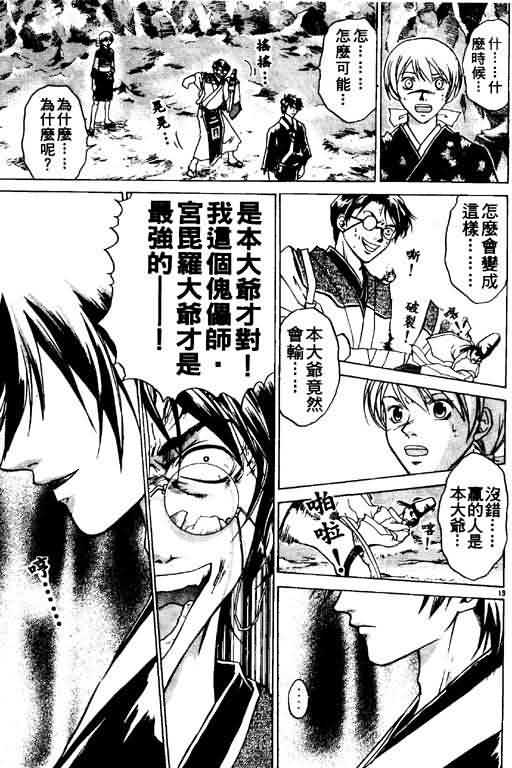 什……什
麼時候…
怎……
怎麼可能…
搖搖…
晃晃…
為什麼……
為什麼呢？
怎麼會變成
這樣………
嘶！
破裂！
本大爺竟然
會輸……
是本大爺才對！
我這個傀儡師．
宮毘羅大爺才是
最強的——！
沒錯…
贏的人是
本大爺…
啪啦！
喀！
15
哼……
……